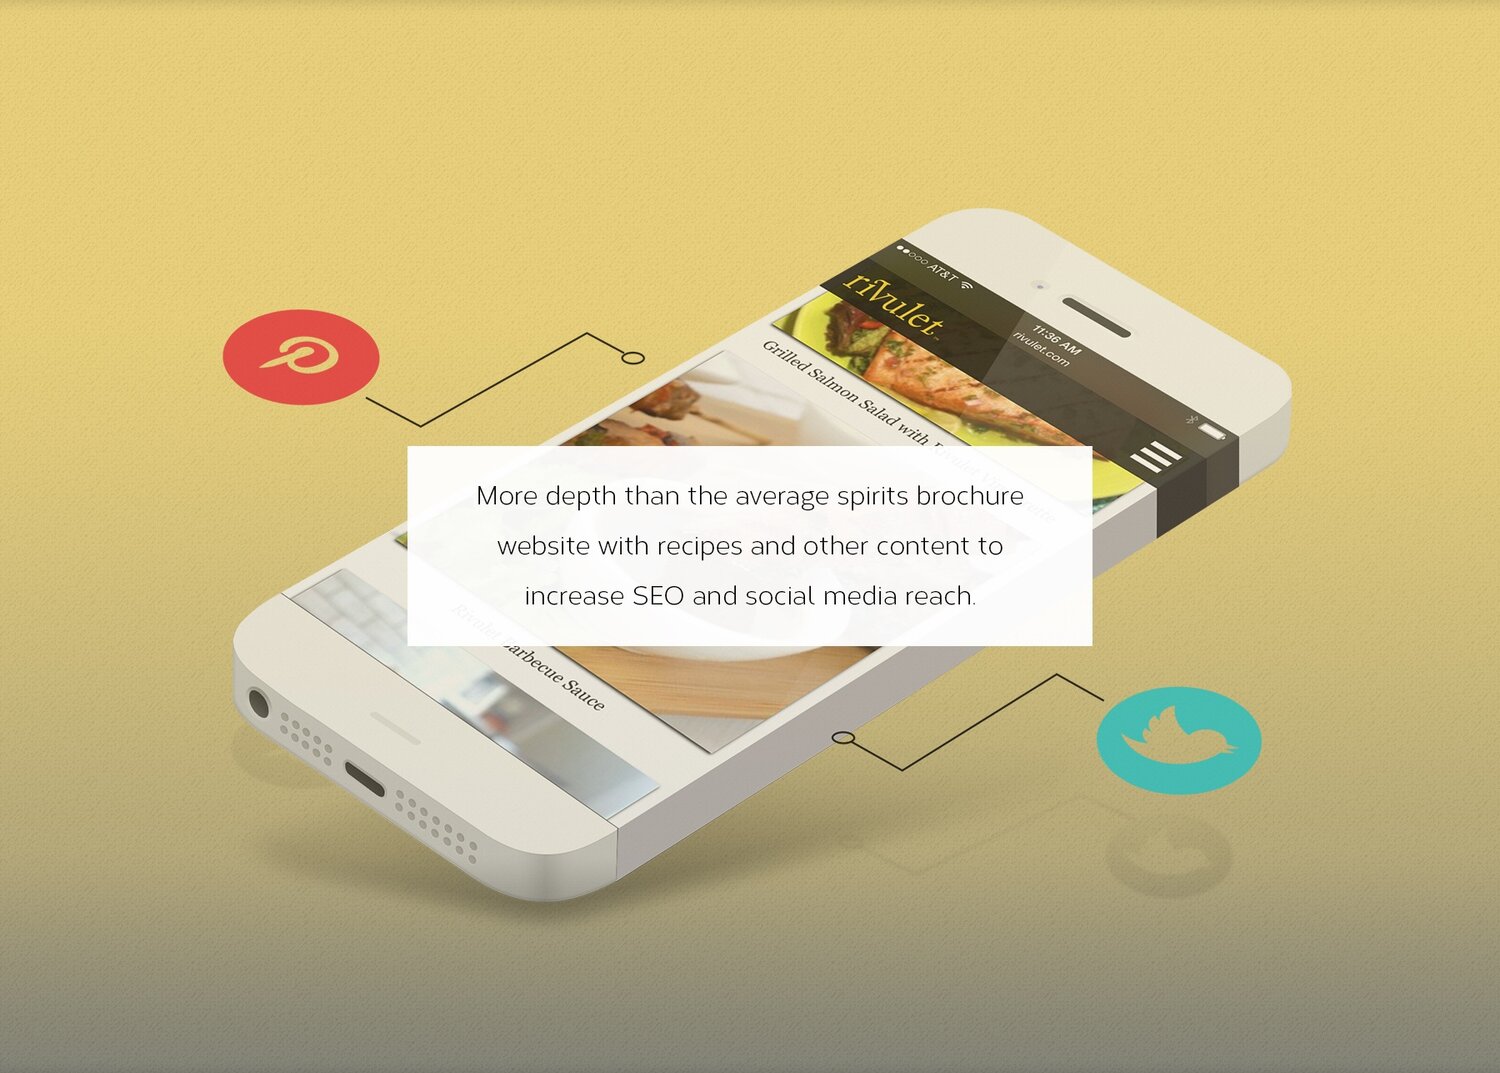 AT&T
11:36 AM
rivulet.com
rivulet
Grilled Salmon Salad with Rivulet
More depth than the average spirits brochure
website with recipes and other content to
increase SEO and social media reach.
Rivulet Barbecue Sauce